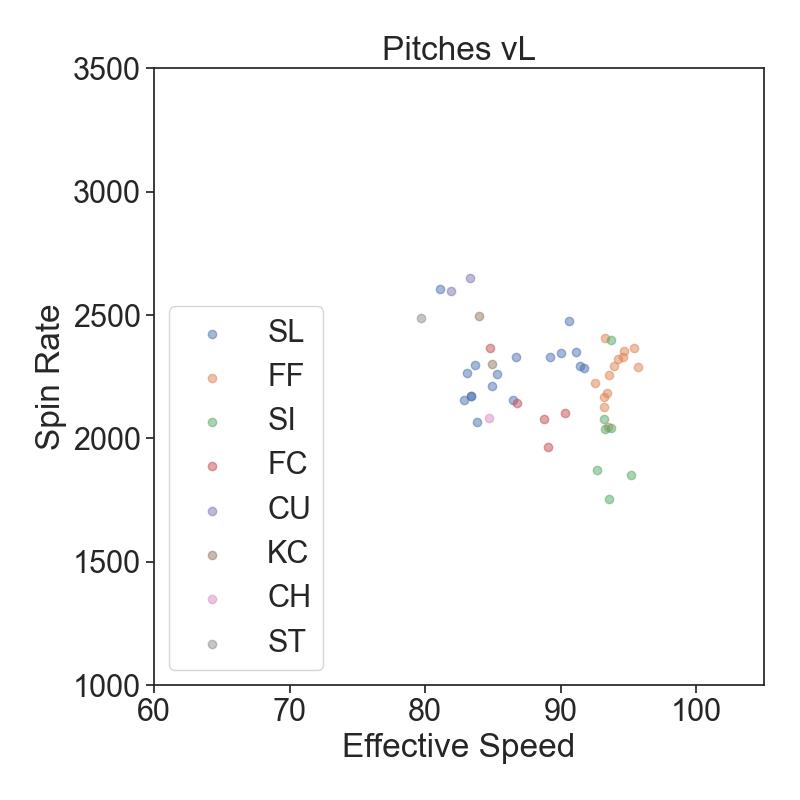 Pitches vL
3500
3000
2500
2000
1500
1000
Spin Rate
SL
FF
SI
FC
CU
KC
CH
ST
60 70 80 90 100
Effective Speed